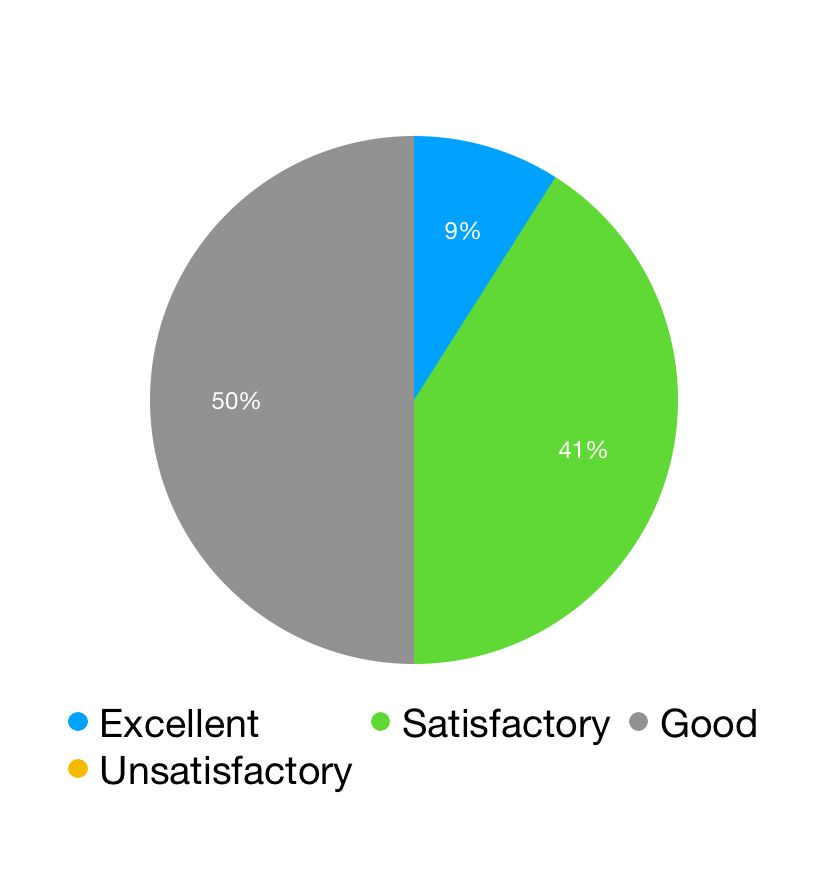 9%
50%
41%
Excellent Satisfactory Good
Unsatisfactory